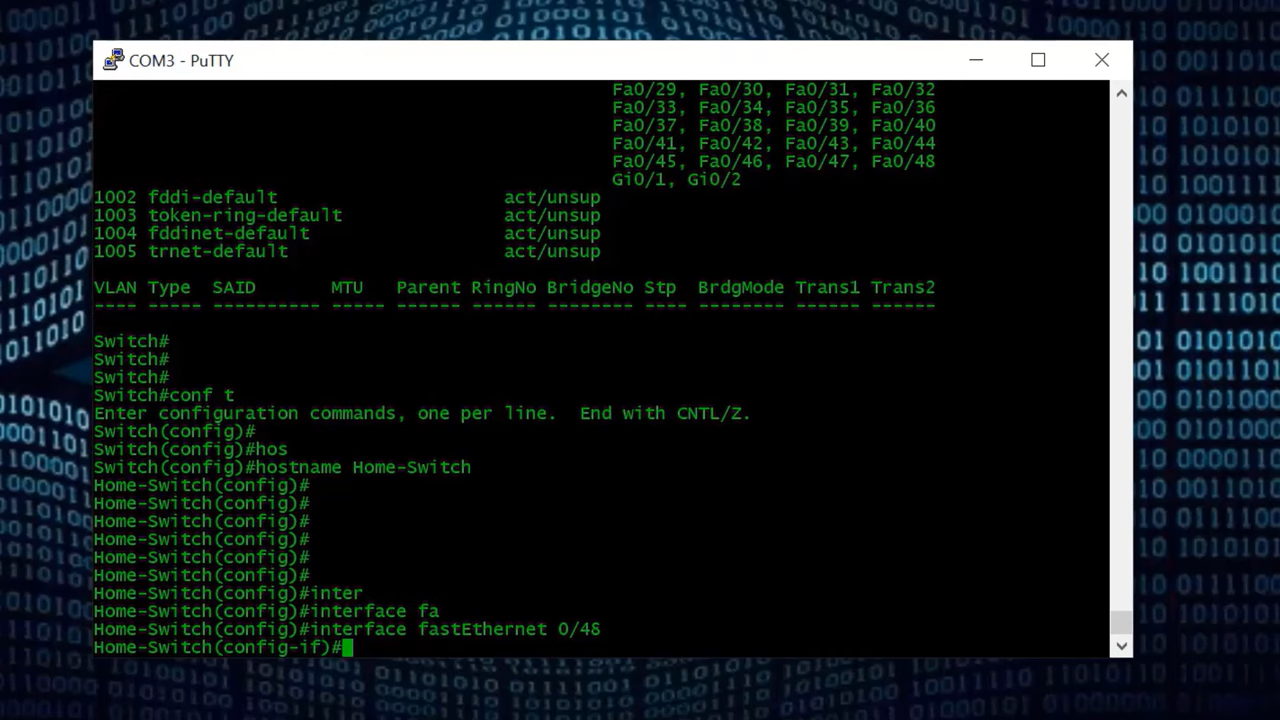 COM3 - PuTTY
Fa0/29, Fa0/30, Fa0/31, Fa0/32
Fa0/33, Fa0/34, Fa0/35, Fa0/36
Fa0/37, Fa0/38, Fa0/39, Fa0/40
Fa0/41, Fa0/42, Fa0/43, Fa0/44
Fa0/45, Fa0/46, Fa0/47, Fa0/48
Gi0/1, Gi0/2
1002 fddi-default act/unsup
1003 token-ring-default act/unsup
1004 fddinet-default act/unsup
1005 trnet-default act/unsup
VLAN Type SAID MTU Parent RingNo BridgeNo Stp BrdgMode Trans1 Trans2
---- ----- ---------- ----- ------ ------ -------- ---- -------- ------ ------
Switch#
Switch#
Switch#
Switch#conf t
Enter configuration commands, one per line. End with CNTL/Z.
Switch(config)#
Switch(config)#hos
Switch(config)#hostname Home-Switch
Home-Switch(config)#
Home-Switch(config)#
Home-Switch(config)#
Home-Switch(config)#
Home-Switch(config)#
Home-Switch(config)#
Home-Switch(config)#inter
Home-Switch(config)#interface fa
Home-Switch(config)#interface fastEthernet 0/48
Home-Switch(config-if)#